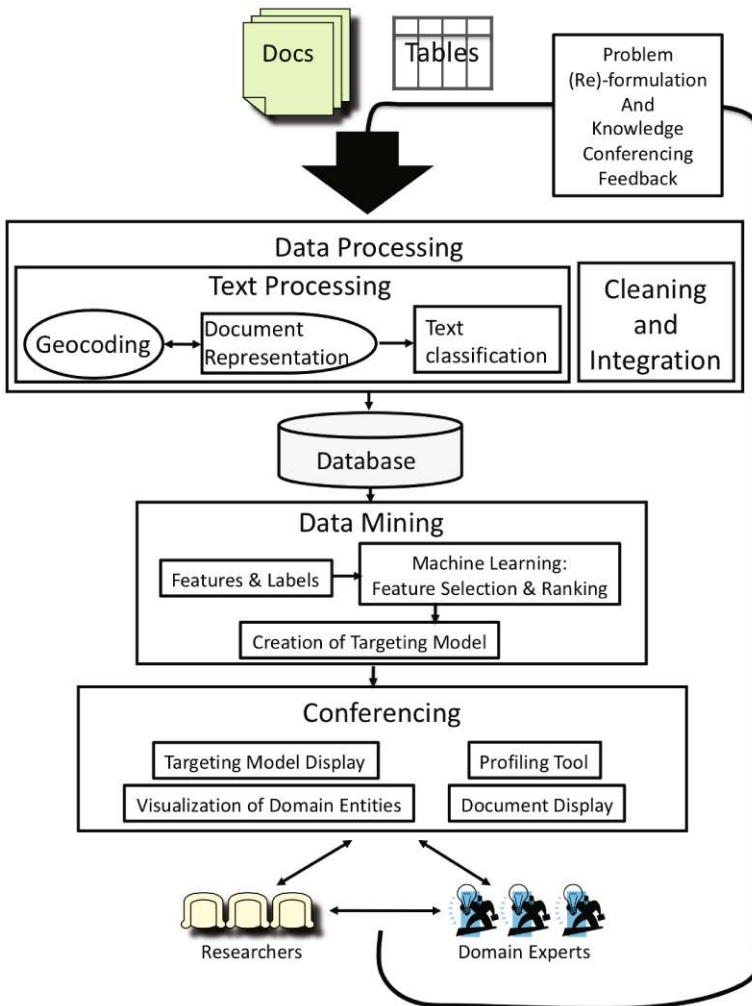 Docs
Tables
Problem
(Re)-formulation
And
Knowledge
Conferencing
Feedback
Data Processing
Text Processing
Geocoding
Document
Representation
Text
classification
Cleaning
and
Integration
Database
Data Mining
Features & Labels
Machine Learning:
Feature Selection & Ranking
Creation of Targeting Model
Conferencing
Targeting Model Display
Profiling Tool
Visualization of Domain Entities
Document Display
Researchers
Domain Experts